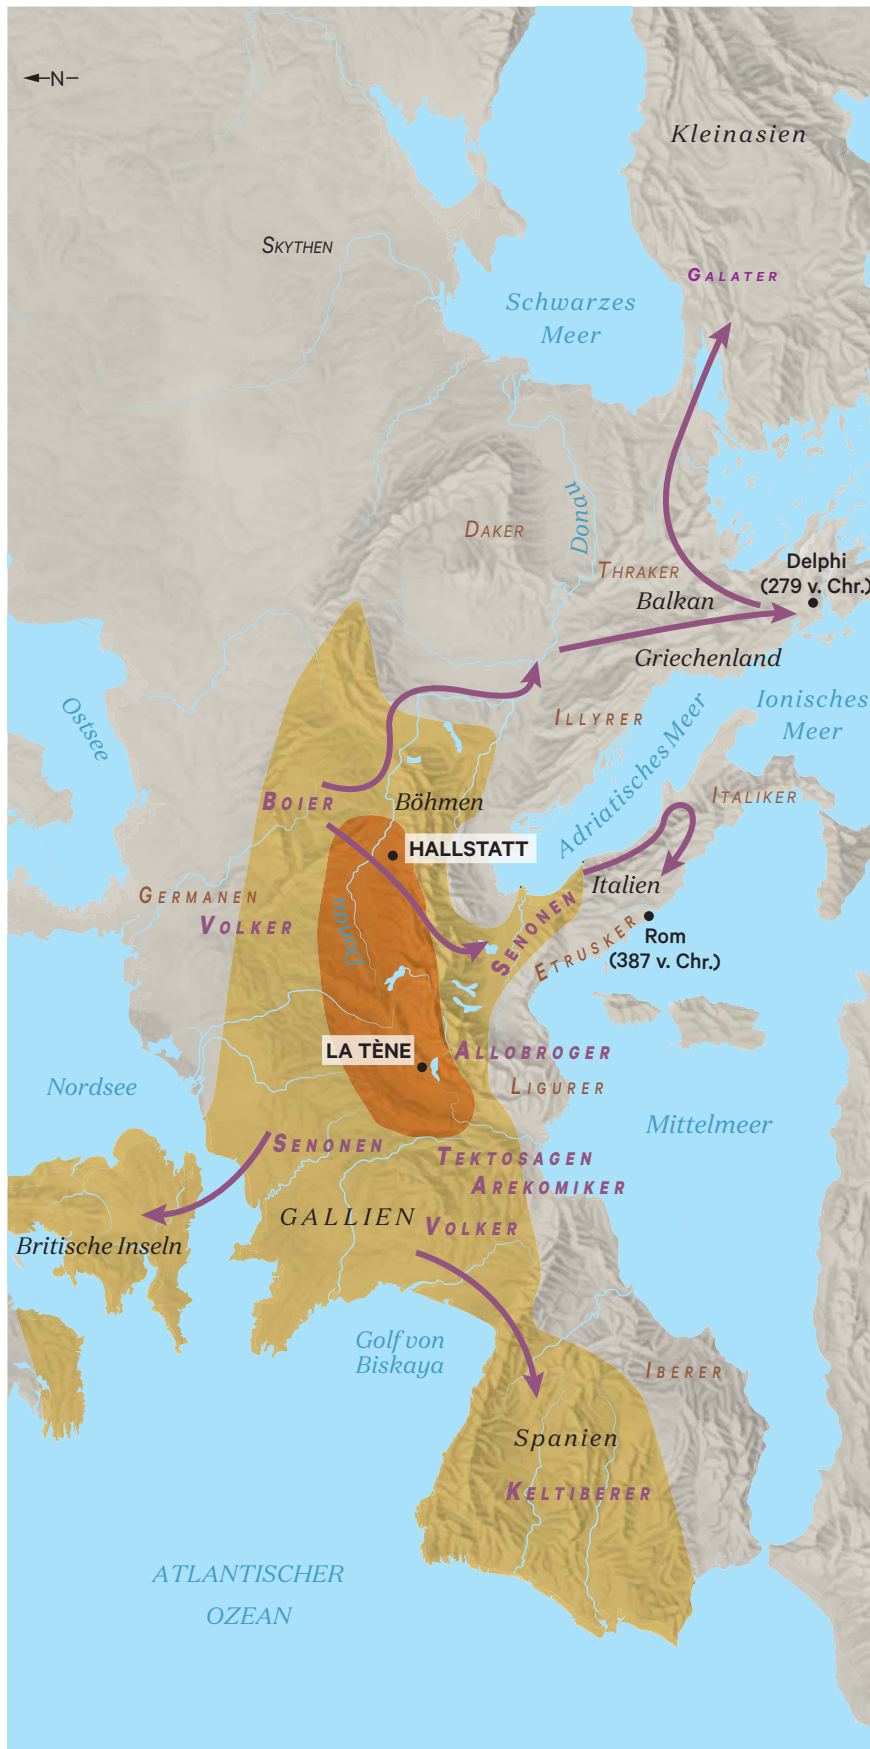 N
Kleinasien
SKYTHEN
GALATER
Schwarzes
Meer
Donau
DAKER
THRAKER
Delphi
(279 v. Chr.)
Balkan
Griechenland
Ostsee
ILLYRER
Adriatisches Meer
Ionisches
Meer
BOIER
Böhmen
ITALIKER
HALLSTATT
GERMANEN
VOLKER
Donau
SENONEN
Italien
ETRUSKER
Rom
(387 v. Chr.)
LA TÈNE
ALLOBROGER
LIGURER
Nordsee
Mittelmeer
SENONEN
TEKTOSAGEN
AREKOMIKER
GALLIEN
VOLKER
Britische Inseln
Golf von
Biskaya
IBERER
Spanien
KELTIBERER
ATLANTISCHER
OZEAN